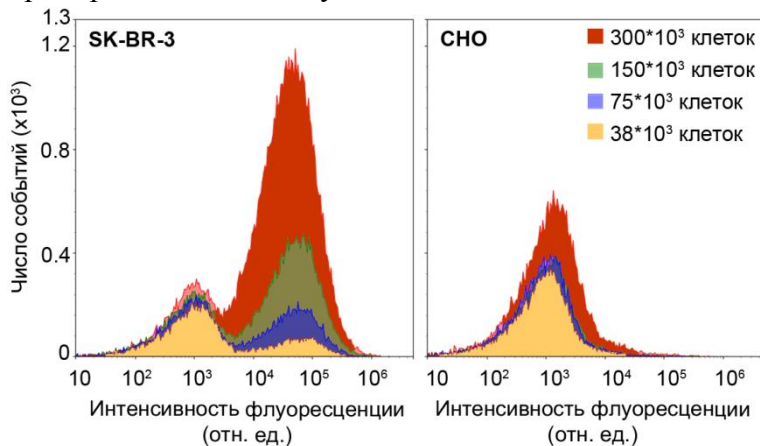 1.3
1.2
0.8
0.4
0
Число событий (x10³)
SK-BR-3
10 10² 10³ 10⁴ 10⁵ 10⁶
Интенсивность флуоресценции
(отн. ед.)
CHO
300*10³ клеток
150*10³ клеток
75*10³ клеток
38*10³ клеток
10 10² 10³ 10⁴ 10⁵ 10⁶
Интенсивность флуоресценции
(отн. ед.)